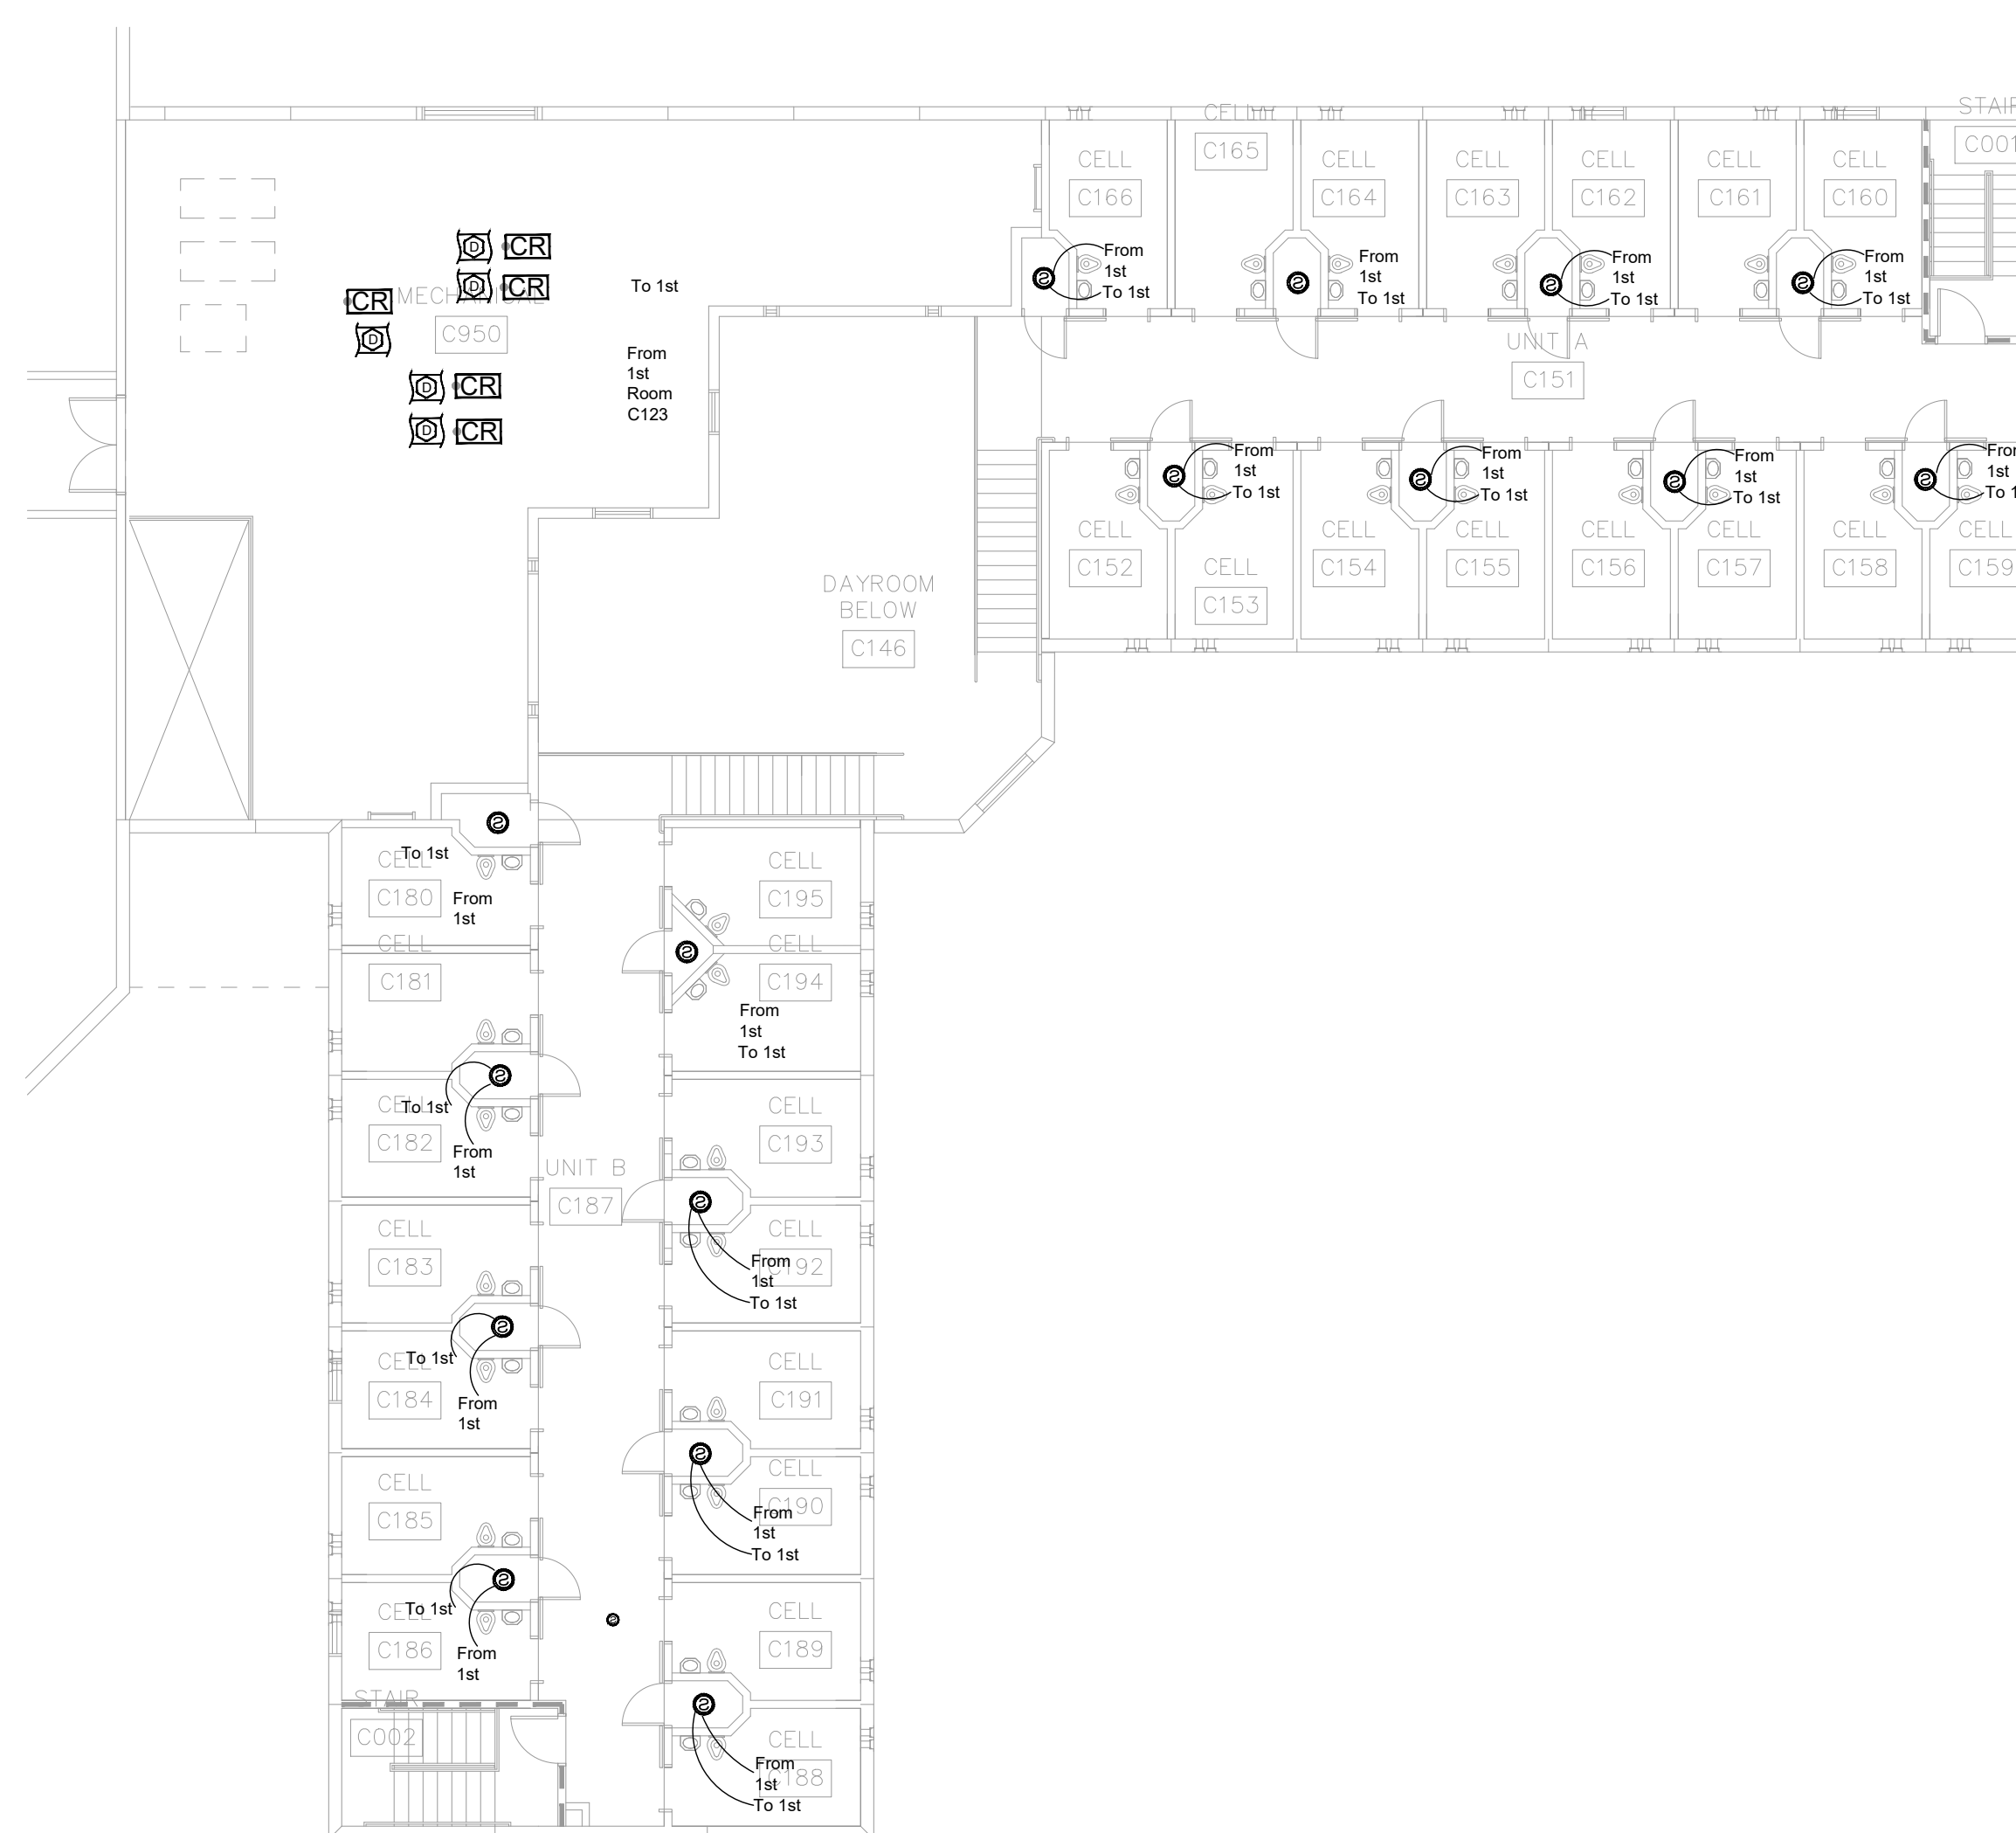 STAIR
C001
CELL
C165
CELL
C166
CELL
C164
CELL
C163
CELL
C162
CELL
C161
CELL
C160
D
CR
D
CR
CR
MECHANICAL
C950
D
D
CR
D
CR
To 1st
From
1st
Room
C123
S
From
1st
To 1st
S
From
1st
To 1st
S
From
1st
To 1st
S
From
1st
To 1st
UNIT A
C151
S
From
1st
To 1st
S
From
1st
To 1st
S
From
1st
To 1st
S
CELL
C152
CELL
C153
CELL
C154
CELL
C155
CELL
C156
CELL
C157
CELL
C158
CELL
C159
DAYROOM
BELOW
C146
S
To 1st
CELL
C180
From
1st
CELL
C195
S
CELL
C181
CELL
C194
From
1st
To 1st
S
To 1st
CELL
C182
From
1st
CELL
C193
UNIT B
C187
S
CELL
C183
From
1st
C192
To 1st
S
To 1st
C184
From
1st
CELL
C191
S
CELL
C185
CELL
C190
From
1st
To 1st
S
To 1st
C186
From
1st
S
CELL
C189
STAIR
C002
S
CELL
C188
From
1st
To 1st